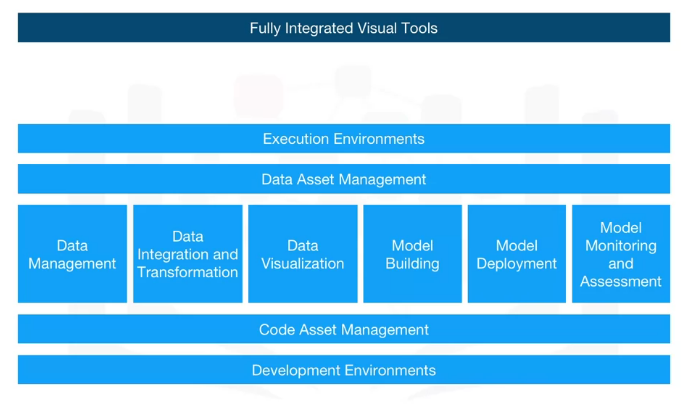 Fully Integrated Visual Tools
Execution Environments
Data Asset Management
Data
Management
Data
Integration and
Transformation
Data
Visualization
Model
Building
Model
Deployment
Model
Monitoring
and
Assessment
Code Asset Management
Development Environments